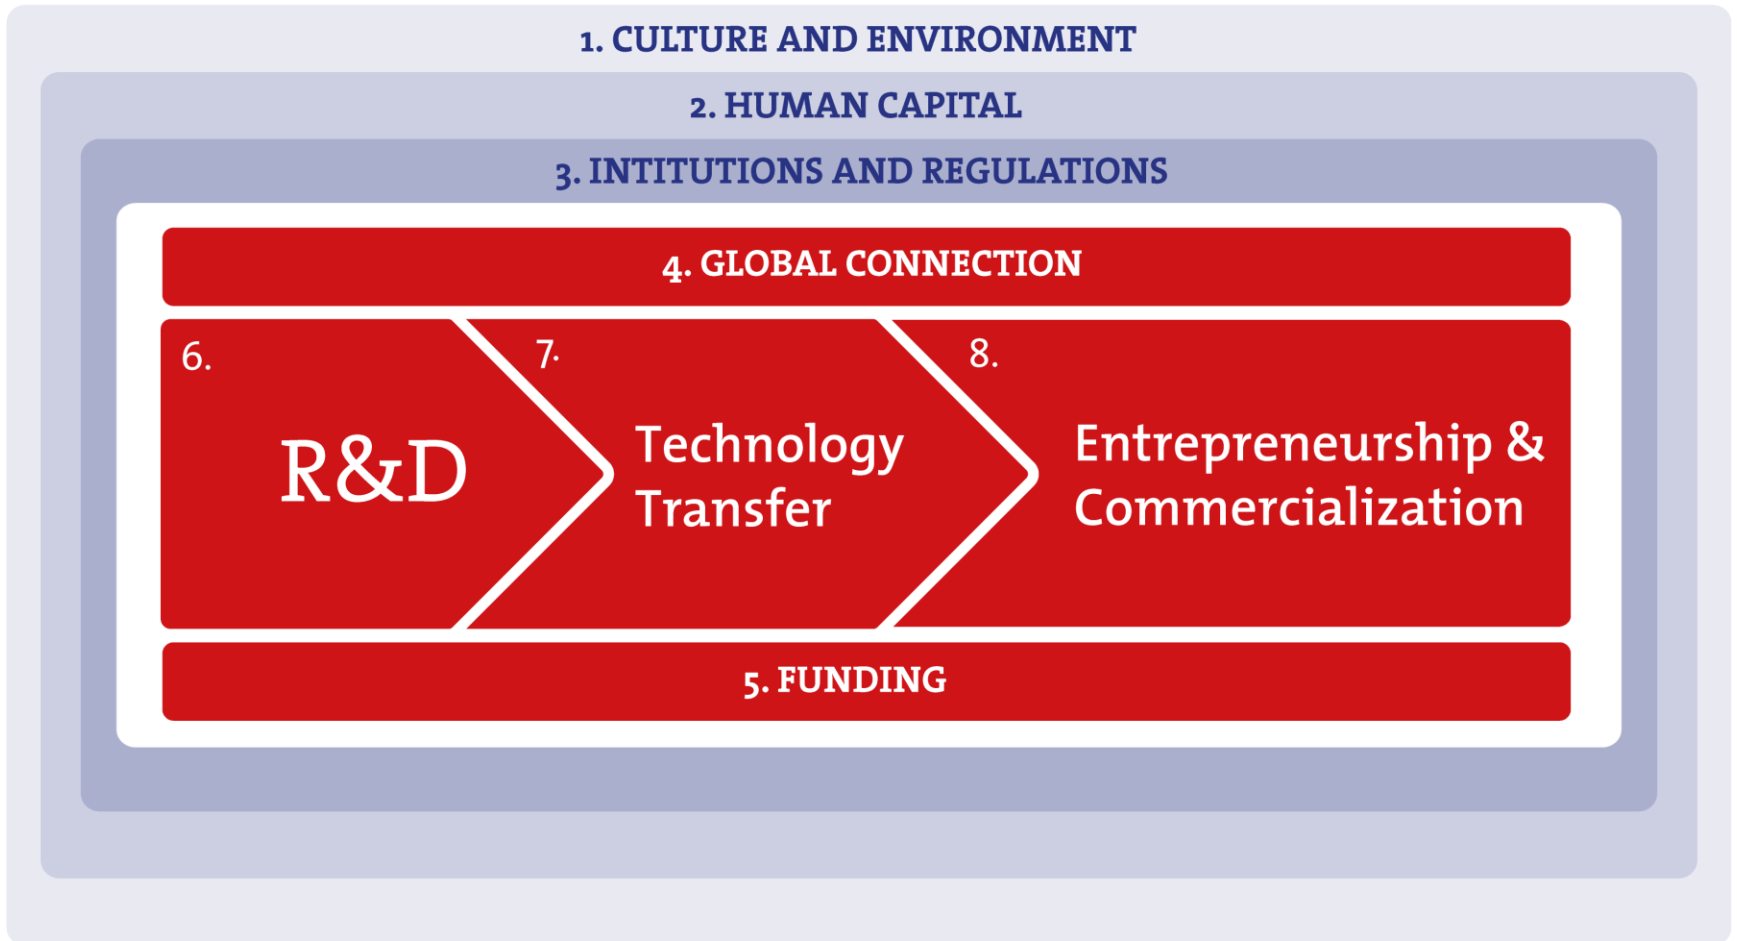 1. CULTURE AND ENVIRONMENT
2. HUMAN CAPITAL
3. INTITUTIONS AND REGULATIONS
4. GLOBAL CONNECTION
6.
R&D
7.
Technology
Transfer
8.
Entrepreneurship &
Commercialization
5. FUNDING